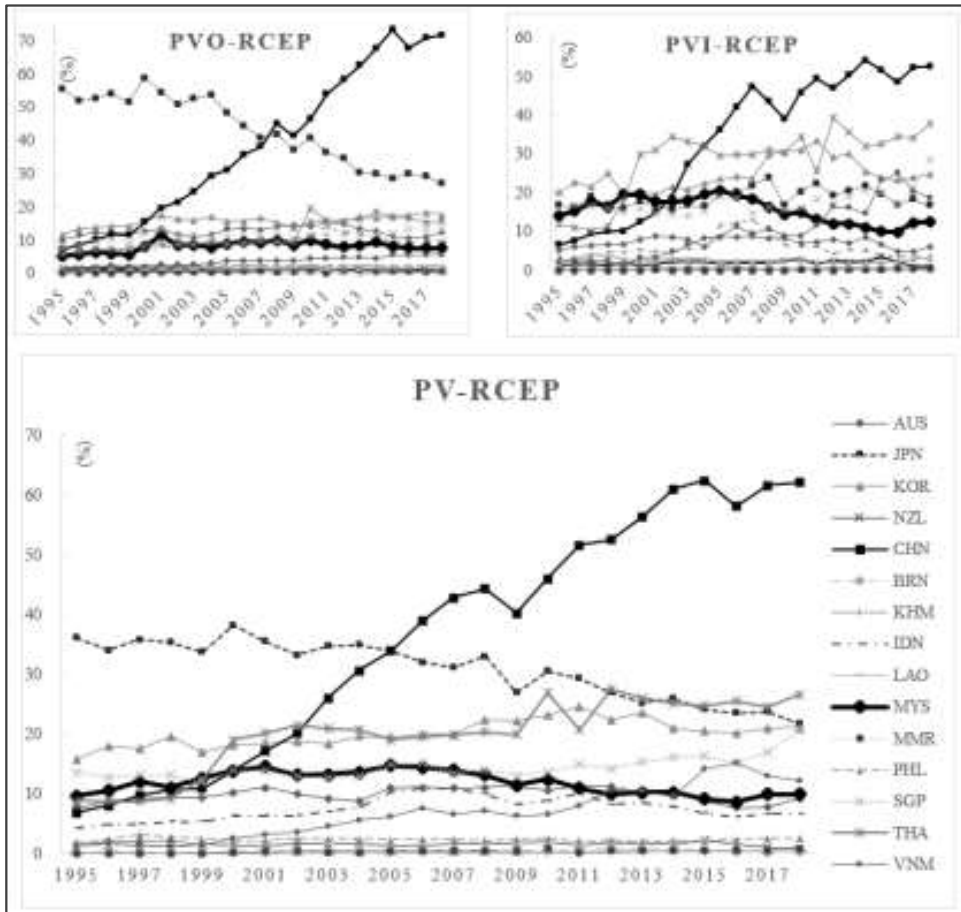 PVO-RCEP
(%)
70
60
50
40
30
20
10
0
1995
1997
1999
2001
2003
2005
2007
2009
2011
2013
2015
2017
PVI-RCEP
(%)
60
50
40
30
20
10
0
1995
1997
1999
2001
2003
2005
2007
2009
2011
2013
2015
2017
PV-RCEP
(%)
70
60
50
40
30
20
10
0
1995 1997 1999 2001 2003 2005 2007 2009 2011 2013 2015 2017
AUS
JPN
KOR
NZL
CHN
BRN
KHM
IDN
LAO
MYS
MMR
PHL
SGP
THA
VNM